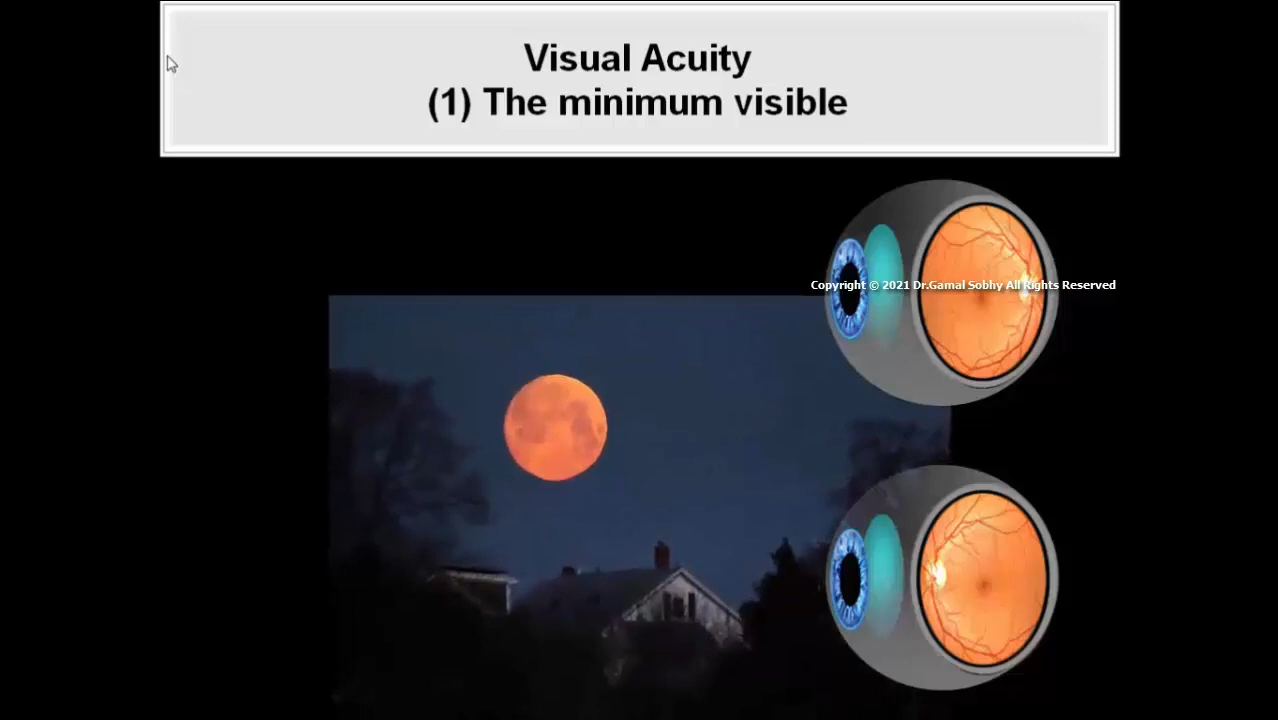 Visual Acuity
(1) The minimum visible
Copyright © 2021 Dr.Gamal Sobhy All Rights Reserved